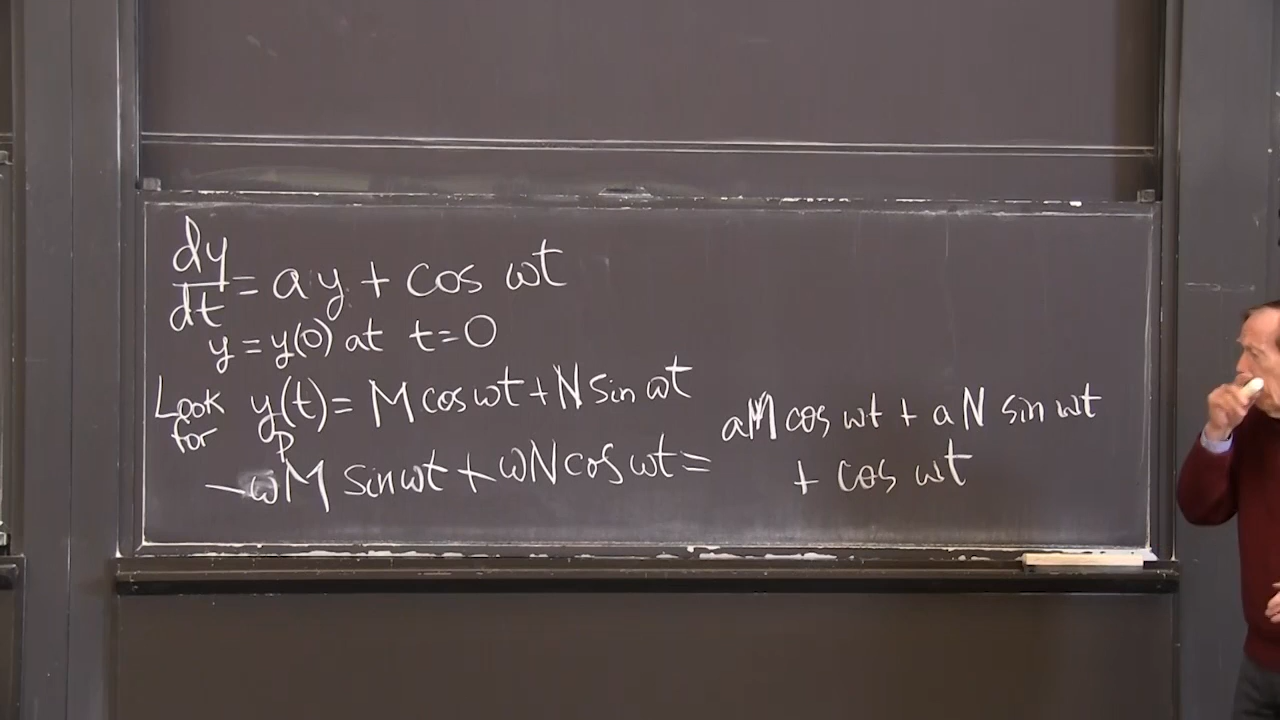 dy/dt = ay + cos ωt
y = y(0) at t=0
Look for y_p(t) = M cos ωt + N sin ωt
-ωM sin ωt + ωN cos ωt = aM cos ωt + aN sin ωt
+ cos ωt